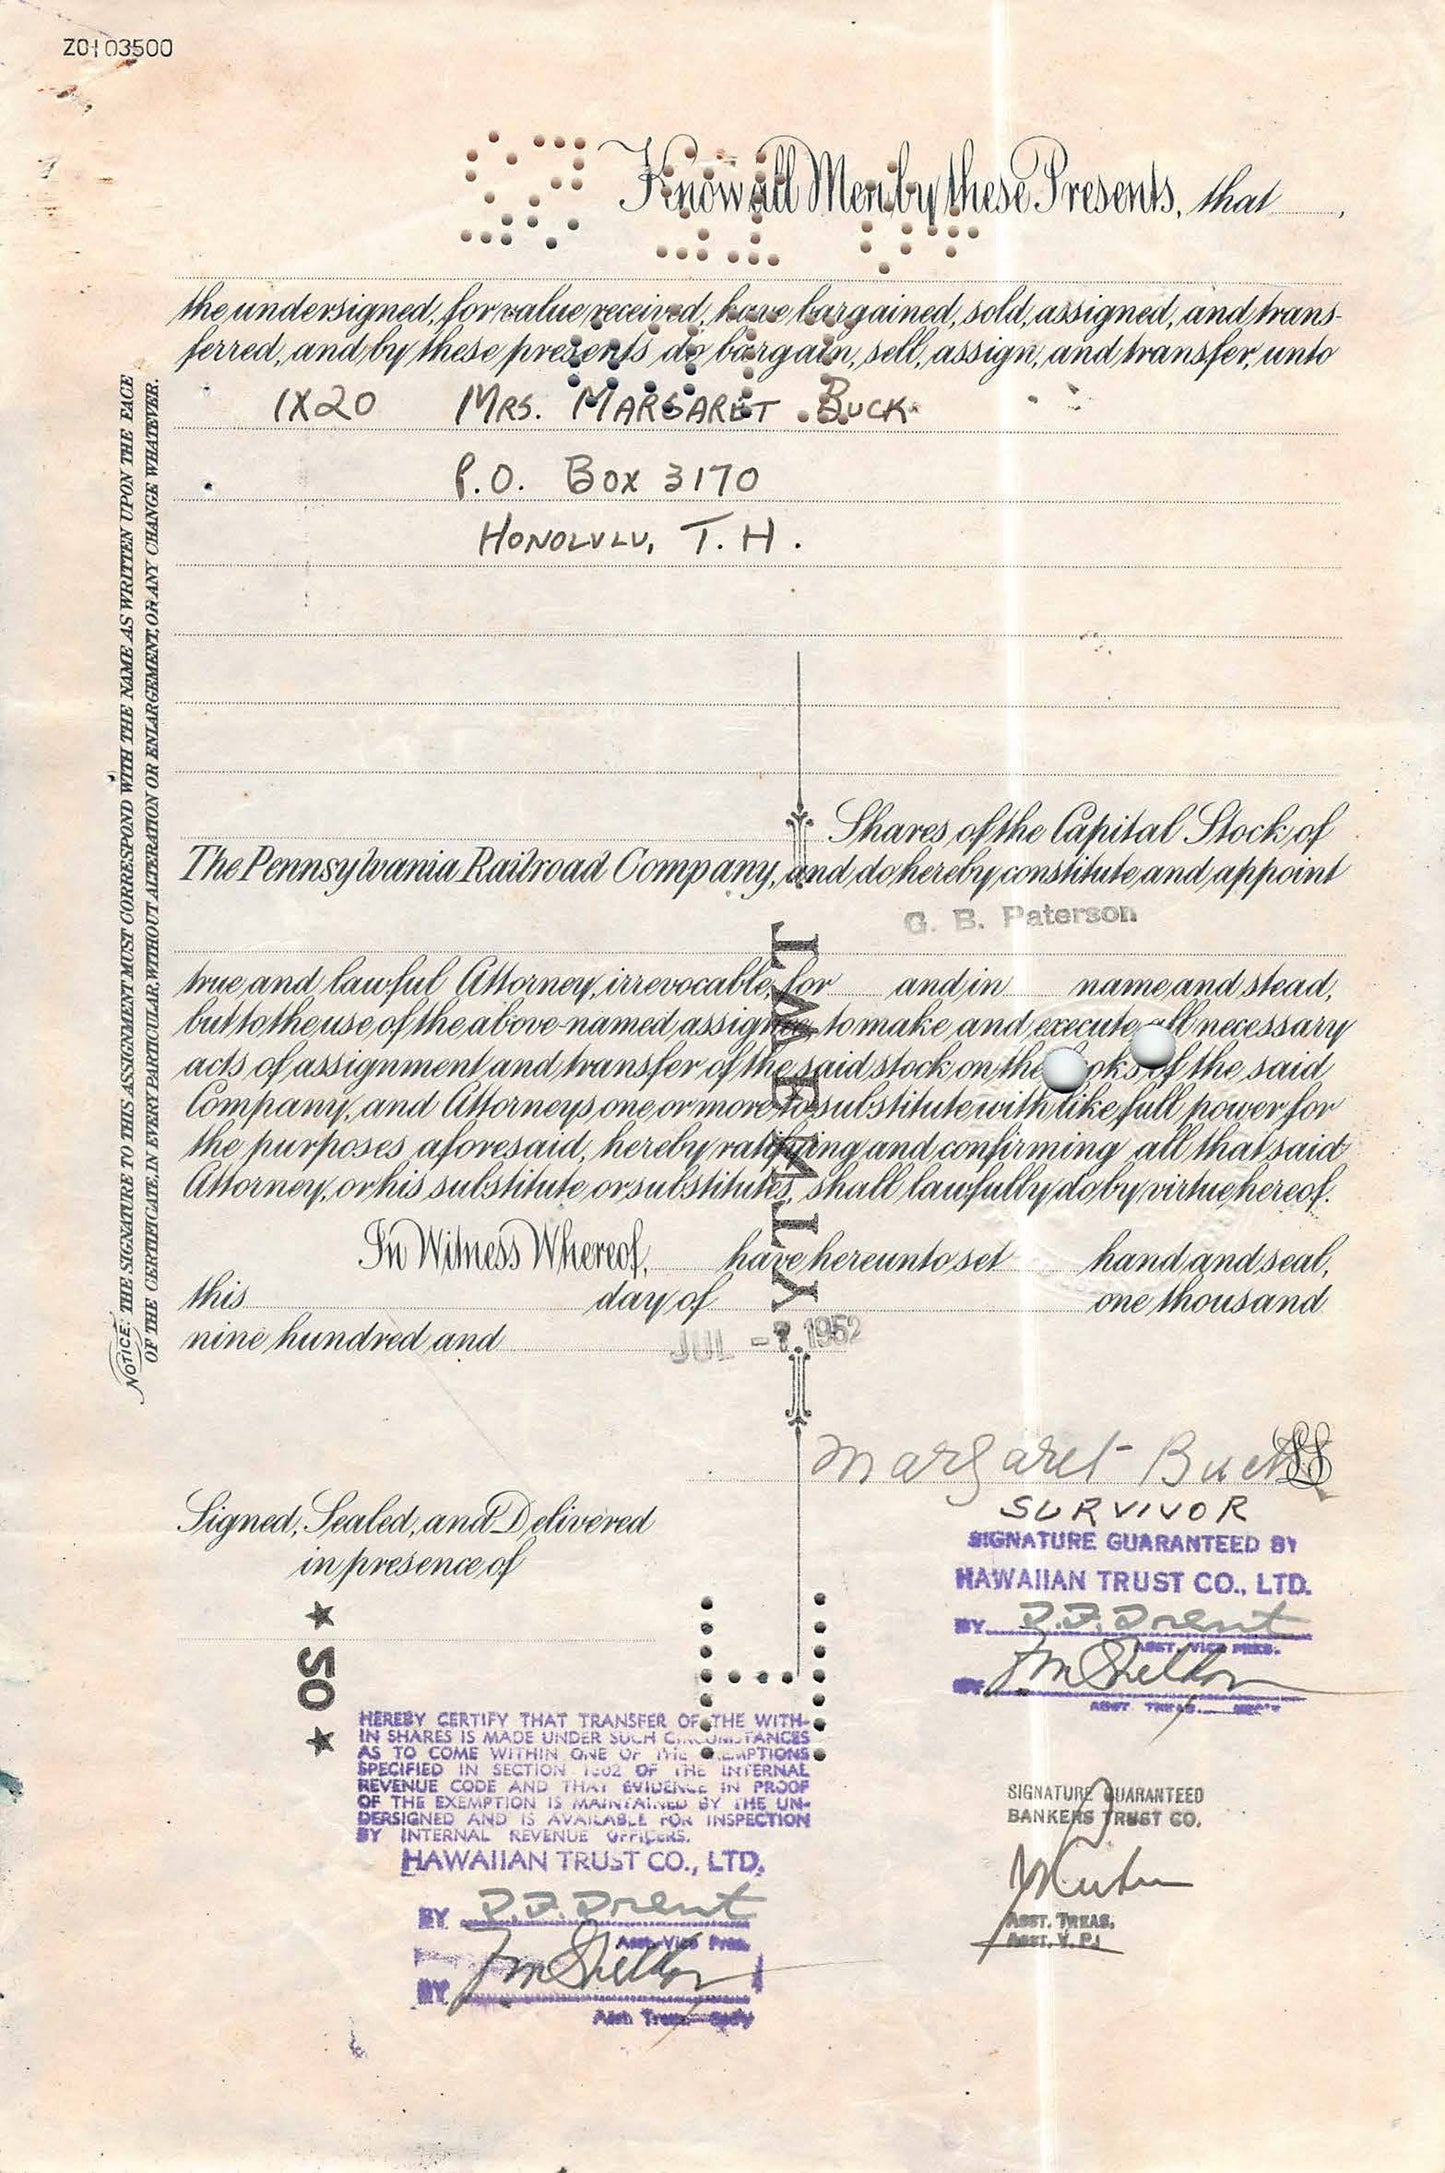 Z0103500
Know all Men by these Presents, that
the undersigned, for value received, have bargained, sold, assigned, and trans-
ferred, and by these presents do bargain, sell, assign, and transfer, unto
1X20 MRS. MARGARET BUCK
P.O. BOX 3170
HONOLULU, T.H.
Shares of the Capital Stock of
The Pennsylvania Railroad Company, and do hereby constitute and appoint
G. B. Paterson
true and lawful Attorney, irrevocable, for and in name and stead,
but to the use of the above-named assignee, to make and execute all necessary
acts of assignment and transfer of the said stock on the books of the said
Company, and Attorneys one or more to substitute with like full power for
the purposes aforesaid, hereby ratifying and confirming all that said
Attorney, or his substitute or substitutes, shall lawfully do by virtue hereof.
In Witness Whereof, have hereunto set hand and seal,
this day of one thousand
nine hundred and
JUL -7 1952
TWENTY
NOTICE: THE SIGNATURE TO THIS ASSIGNMENT MUST CORRESPOND WITH THE NAME AS WRITTEN UPON THE FACE
OF THE CERTIFICATE, IN EVERY PARTICULAR, WITHOUT ALTERATION OR ENLARGEMENT, OR ANY CHANGE WHATEVER.
Margaret Buck
SURVIVOR
Signed, Sealed, and Delivered
in presence of
SIGNATURE GUARANTEED BY
HAWAIIAN TRUST CO., LTD.
BY
ASST. VICE PRES.
BY
ASST. TREAS.
★ 50 ★
HEREBY CERTIFY THAT TRANSFER OF THE WITH-
IN SHARES IS MADE UNDER SUCH CIRCUMSTANCES
AS TO COME WITHIN ONE OF THE EXEMPTIONS
SPECIFIED IN SECTION 1802 OF THE INTERNAL
REVENUE CODE AND THAT EVIDENCE IN PROOF
OF THE EXEMPTION IS MAINTAINED BY THE UN-
DERSIGNED AND IS AVAILABLE FOR INSPECTION
BY INTERNAL REVENUE OFFICERS.
HAWAIIAN TRUST CO., LTD.
BY
Asst. Vice Pres.
BY
Asst. Treas. Sec'y
SIGNATURE GUARANTEED
BANKERS TRUST CO.
ASST. TREAS.
ASST. V. P.